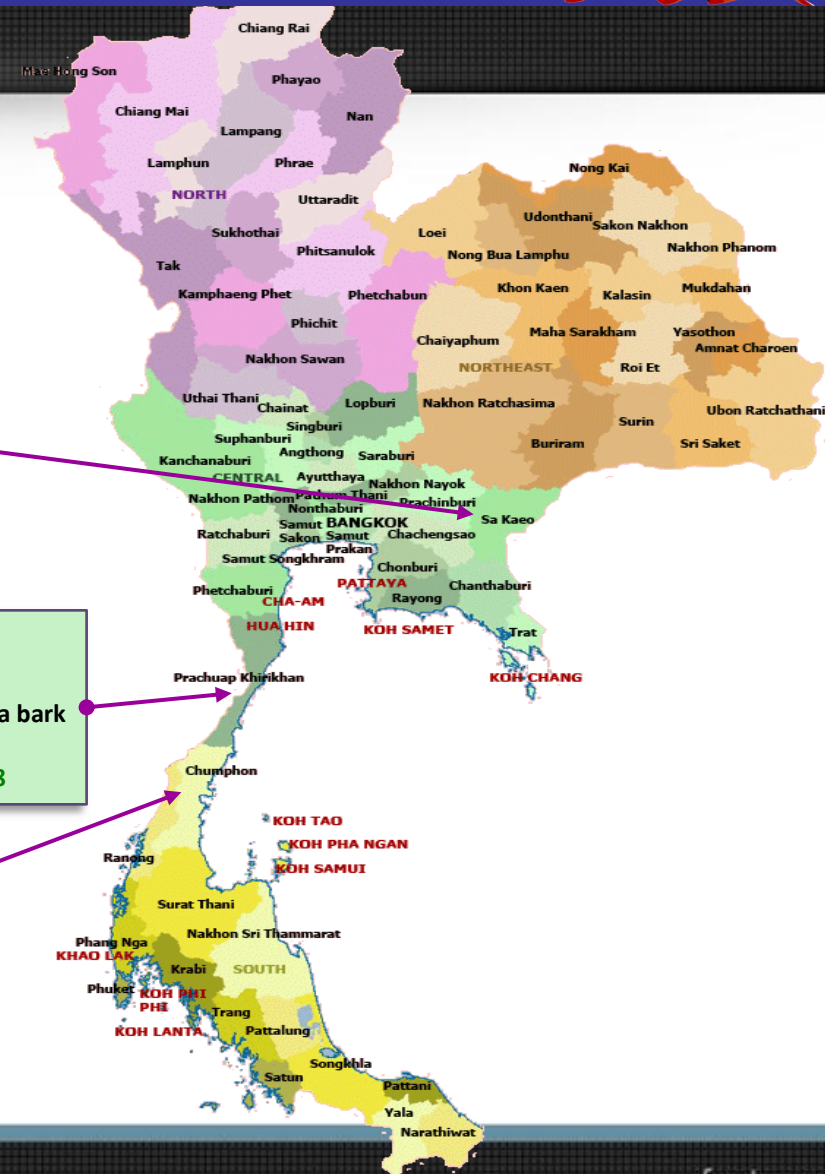 Chiang Rai
Mae Hong Son
Phayao
Chiang Mai
Nan
Lampang
Lamphun
Phrae
NORTH
Uttaradit
Nong Kai
Loei
Udonthani
Sakon Nakhon
Sukhothai
Phitsanulok
Nong Bua Lamphu
Nakhon Phanom
Tak
Kamphaeng Phet
Phetchabun
Khon Kaen
Kalasin
Mukdahan
Phichit
Chaiyaphum
Maha Sarakham
Yasothon
Amnat Charoen
Nakhon Sawan
NORTHEAST
Roi Et
Uthai Thani
Chainat
Lopburi
Nakhon Ratchasima
Ubon Ratchathani
Singburi
Surin
Suphanburi
Buriram
Sri Saket
Angthong
Saraburi
Kanchanaburi
CENTRAL
Ayutthaya
Nakhon Nayok
Nakhon Pathom
Pathum Thani
Prachinburi
Nonthaburi
Sa Kaeo
Samut
Sakon
BANGKOK
Samut
Prakan
Chachengsao
Ratchaburi
Samut Songkhram
Chonburi
Phetchaburi
PATTAYA
Chanthaburi
CHA-AM
Rayong
HUA HIN
KOH SAMET
Trat
Prachuap Khirikhan
KOH CHANG
a bark
Chumphon
KOH TAO
KOH PHA NGAN
Ranong
KOH SAMUI
Surat Thani
Nakhon Sri Thammarat
Phang Nga
KHAO LAK
Krabi
SOUTH
Phuket
KOH PHI
PHI
Trang
KOH LANTA
Pattalung
Songkhla
Satun
Pattani
Yala
Narathiwat